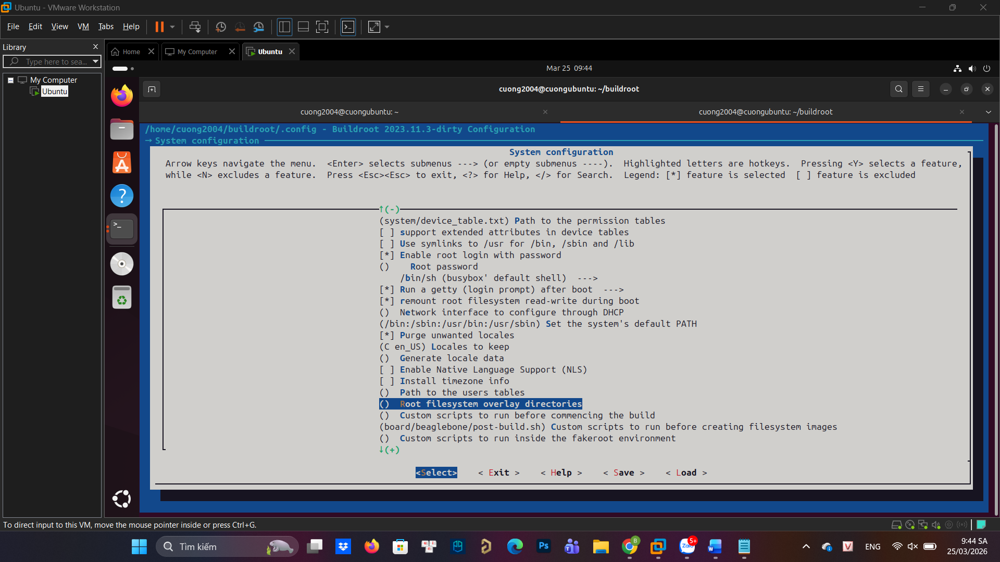 Ubuntu - VMware Workstation
File Edit View VM Tabs Help
Library
Type here to sea...
My Computer
Ubuntu
Home
My Computer
Ubuntu
Mar 25 09:44
cuong2004@cuongubuntu: ~/buildroot
cuong2004@cuongubuntu: ~
cuong2004@cuongubuntu: ~/buildroot
/home/cuong2004/buildroot/.config - Buildroot 2023.11.3-dirty Configuration
→ System configuration
System configuration
Arrow keys navigate the menu.  <Enter> selects submenus ---> (or empty submenus ----).  Highlighted letters are hotkeys.  Pressing <Y> selects a feature,
while <N> excludes a feature.  Press <Esc><Esc> to exit, <?> for Help, </> for Search.  Legend: [*] feature is selected  [ ] feature is excluded
↑(-)
(system/device_table.txt) Path to the permission tables
[ ] support extended attributes in device tables
[ ] Use symlinks to /usr for /bin, /sbin and /lib
[*] Enable root login with password
()    Root password
/bin/sh (busybox' default shell)  --->
[*] Run a getty (login prompt) after boot  --->
[*] remount root filesystem read-write during boot
()  Network interface to configure through DHCP
(/bin:/sbin:/usr/bin:/usr/sbin) Set the system's default PATH
[*] Purge unwanted locales
(C en_US) Locales to keep
()  Generate locale data
[ ] Enable Native Language Support (NLS)
[ ] Install timezone info
()  Path to the users tables
()  Root filesystem overlay directories
()  Custom scripts to run before commencing the build
(board/beaglebone/post-build.sh) Custom scripts to run before creating filesystem images
()  Custom scripts to run inside the fakeroot environment
↓(+)
<Select>    < Exit >    < Help >    < Save >    < Load >
To direct input to this VM, move the mouse pointer inside or press Ctrl+G.
Tìm kiếm
ENG
9:44 SA
25/03/2026